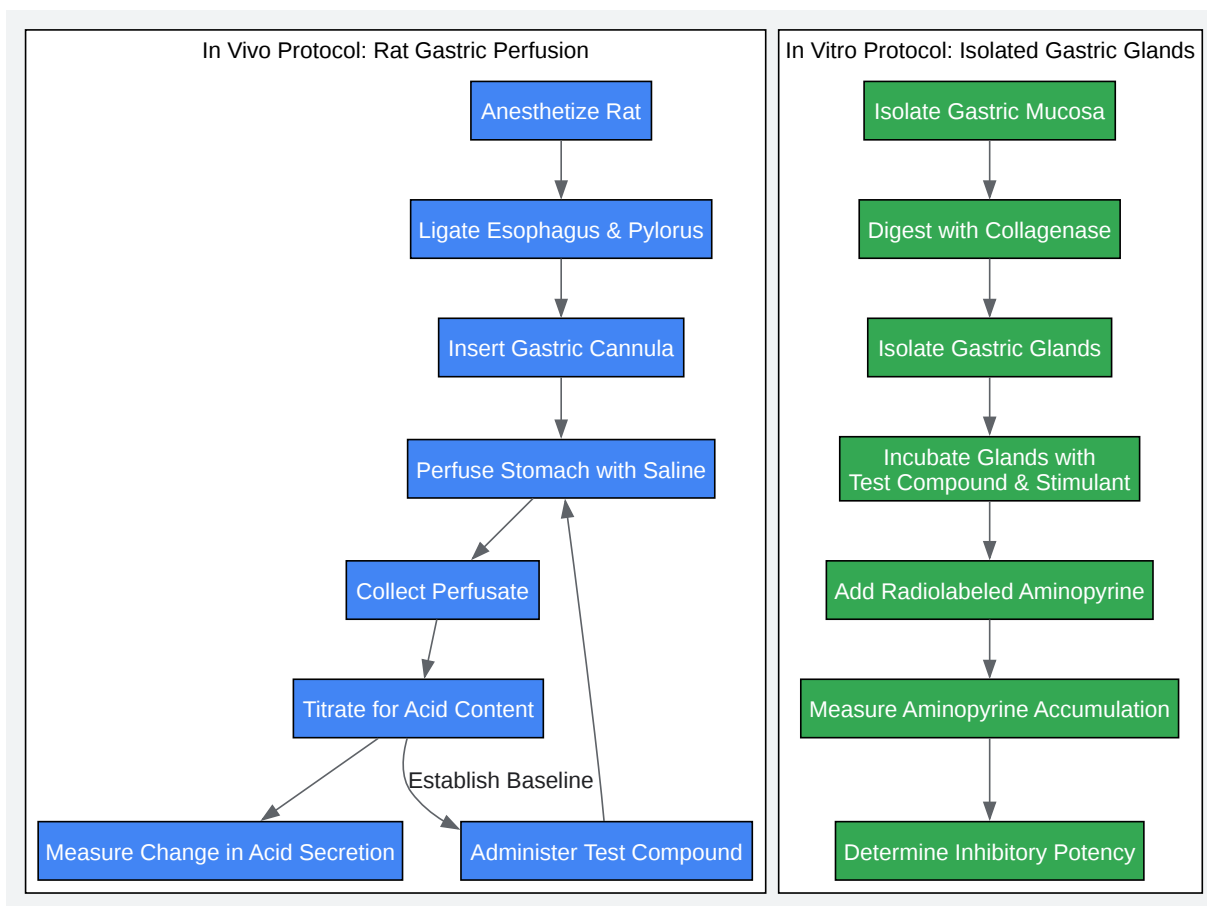 In Vivo Protocol: Rat Gastric Perfusion
Anesthetize Rat
Ligate Esophagus & Pylorus
Insert Gastric Cannula
Perfuse Stomach with Saline
Collect Perfusate
Titrate for Acid Content
Establish Baseline
Measure Change in Acid Secretion
Administer Test Compound
In Vitro Protocol: Isolated Gastric Glands
Isolate Gastric Mucosa
Digest with Collagenase
Isolate Gastric Glands
Incubate Glands with
Test Compound & Stimulant
Add Radiolabeled Aminopyrine
Measure Aminopyrine Accumulation
Determine Inhibitory Potency